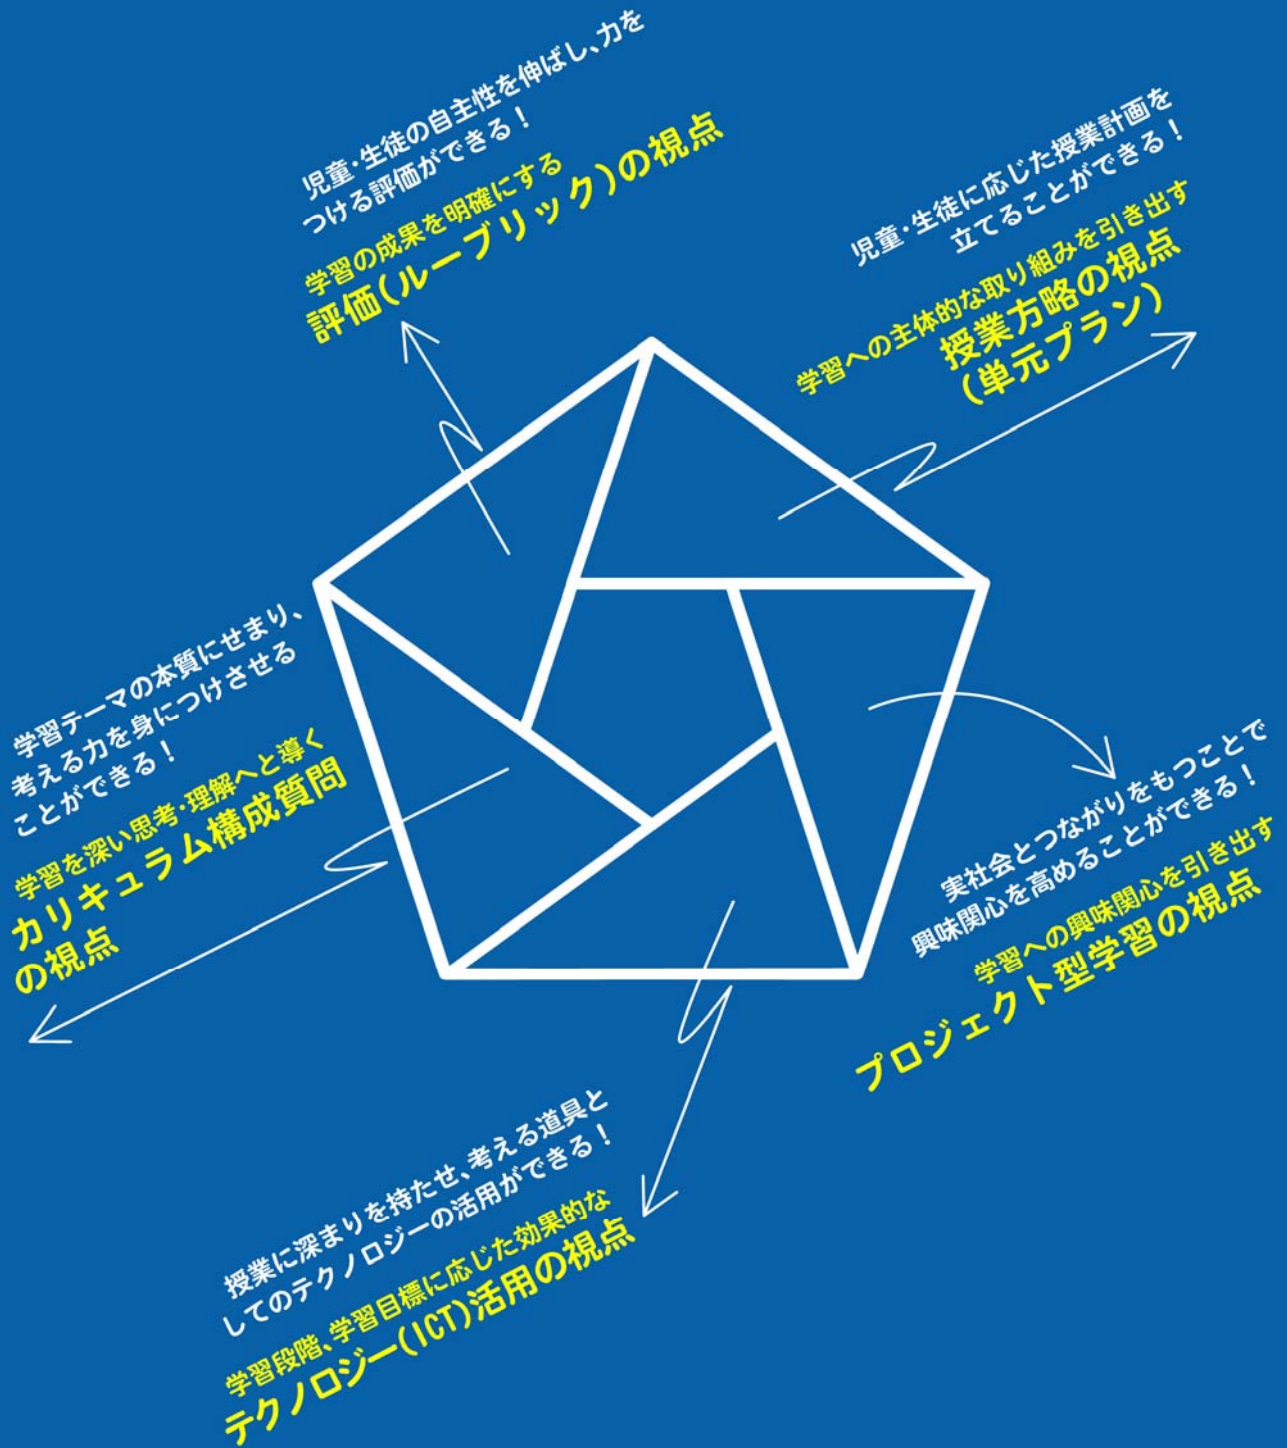 児童・生徒の自主性を伸ばし、力を
つける評価ができる！
学習の成果を明確にする
評価(ルーブリック)の視点
児童・生徒に応じた授業計画を
立てることができる！
学習への主体的な取り組みを引き出す
授業方略の視点
(単元プラン)
学習テーマの本質にせまり、
考える力を身につけさせる
ことができる！
学習を深い思考・理解へと導く
カリキュラム構成質問
の視点
実社会とつながりをもつことで
興味関心を高めることができる！
学習への興味関心を引き出す
プロジェクト型学習の視点
授業に深まりを持たせ、考える道具と
してのテクノロジーの活用ができる！
学習段階、学習目標に応じた効果的な
テクノロジー(ICT)活用の視点